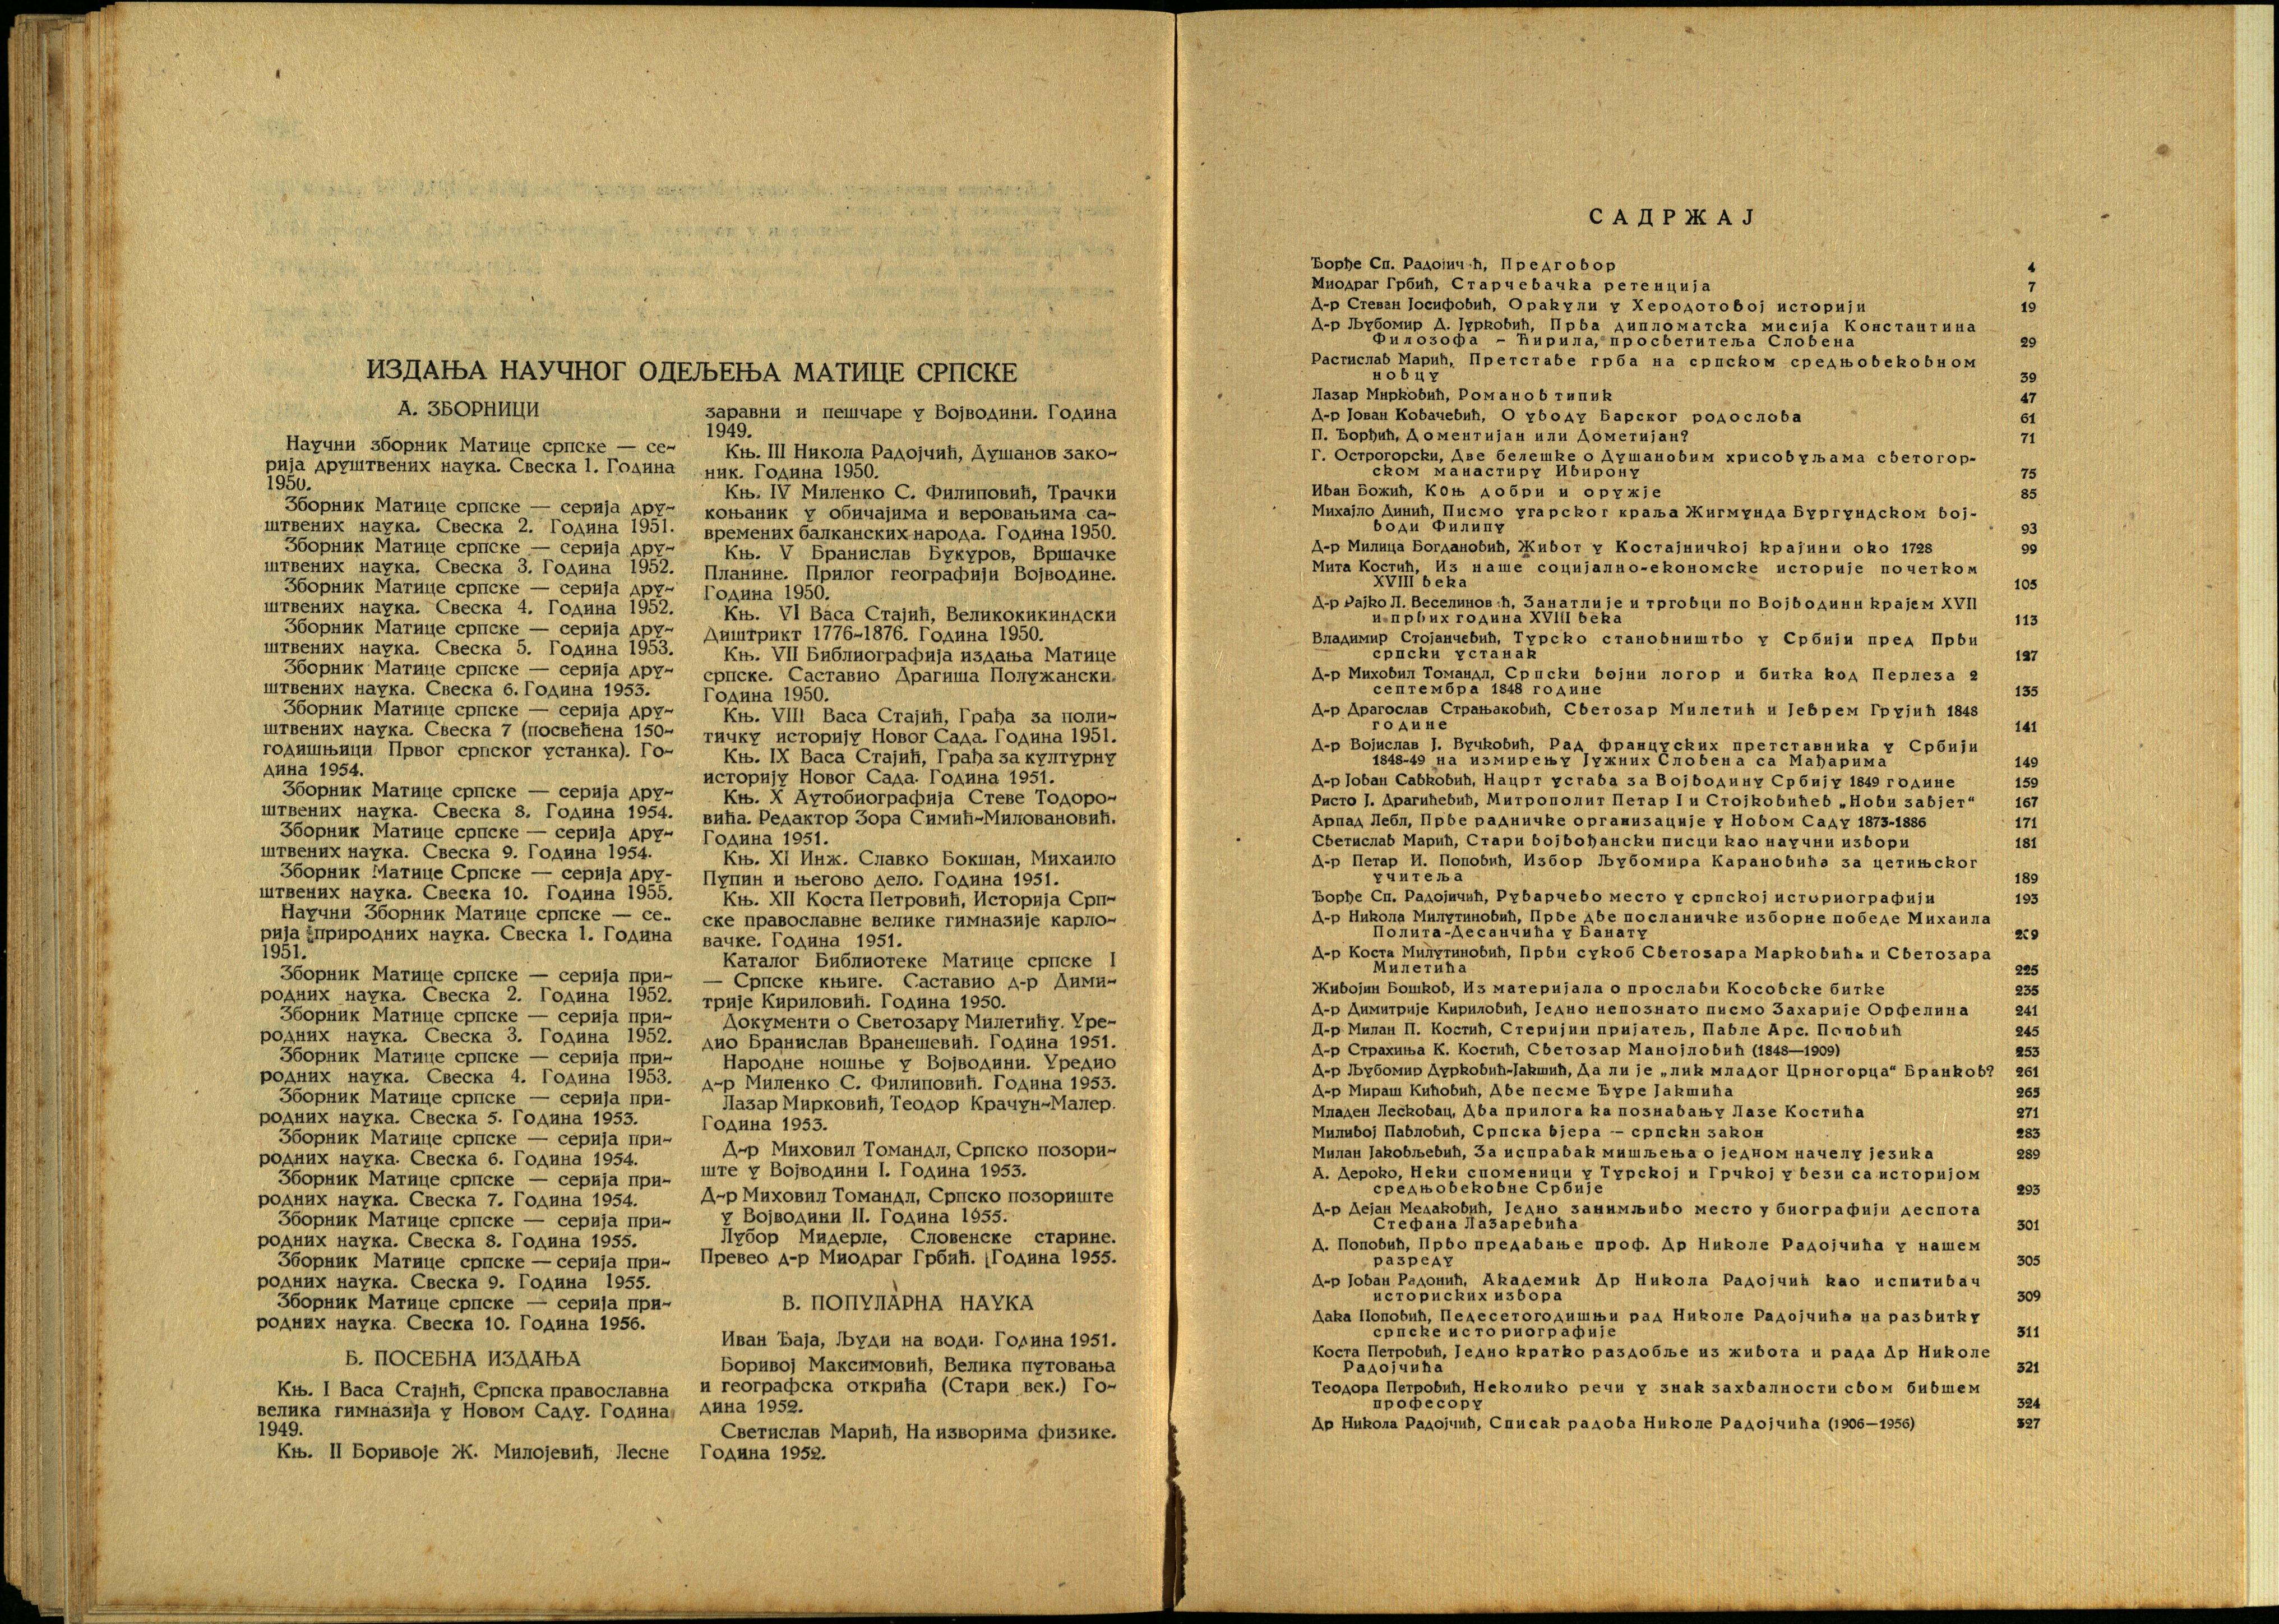 ИЗДАЊА НАУЧНОГ ОДЕЉЕЊА МАТИЦЕ СРПСКЕ
А. ЗБОРНИЦИ
Научни зборник Матице српске — се~
рија друштвених наука. Свеска 1. Година
1950.
Зборник Матице српске — серија дру~
штвених наука. Свеска 2. Година 1951.
Зборник Матице српске — серија дру~
штвених наука. Свеска 3. Година 1952.
Зборник Матице српске — серија дру~
штвених наука. Свеска 4. Година 1952.
Зборник Матице српске — серија дру~
штвених наука. Свеска 5. Година 1953.
Зборник Матице српске — серија дру~
штвених наука. Свеска 6. Година 1953.
Зборник Матице српске — серија дру~
штвених наука. Свеска 7 (посвећена 150~
годишњици Првог српског устанка). Го~
дина 1954.
Зборник Матице српске — серија дру~
штвених наука. Свеска 8. Година 1954.
Зборник Матице српске — серија дру~
штвених наука. Свеска 9. Година 1954.
Зборник Матице Српске — серија дру-
штвених наука. Свеска 10. Година 1955.
Научни Зборник Матице српске — се..
рија природних наука. Свеска 1. Година
1951.
Зборник Матице српске — серија при~
родних наука. Свеска 2. Година 1952.
Зборник Матице српске — серија при~
родних наука. Свеска 3. Година 1952.
Зборник Матице српске — серија при~
родних наука. Свеска 4. Година 1953.
Зборник Матице српске — серија при-
родних наука. Свеска 5. Година 1953.
Зборник Матице српске — серија при~
родних наука. Свеска 6. Година 1954.
Зборник Матице српске — серија при~
родних наука. Свеска 7. Година 1954.
Зборник Матице српске — серија при~
родних наука. Свеска 8. Година 1955.
Зборник Матице српске — серија при~
родних наука. Свеска 9. Година 1955.
Зборник Матице српске — серија при~
родних наука. Свеска 10. Година 1956.
Б. ПОСЕБНА ИЗДАЊА
Књ. I Васа Стајић, Српска православна
велика гимназија у Новом Саду. Година
1949.
Књ. II Боривоје Ж. Милојевић, Лесне
заравни и пешчаре у Војводини. Година
1949.
Књ. III Никола Радојчић, Душанов зако~
ник. Година 1950.
Књ. IV Миленко С. Филиповић, Трачки
коњаник у обичајима и веровањима са~
времених балканских народа. Година 1950.
Књ. V Бранислав Букуров, Вршачке
Планине. Прилог географији Војводине.
Година 1950.
Књ. VI Васа Стајић, Великокикиндски
Диштрикт 1776~1876. Година 1950.
Књ. VII Библиографија издања Матице
српске. Саставио Драгиша Полужански.
Година 1950.
Књ. VIII Васа Стајић, Грађа за поли~
тичку историју Новог Сада. Година 1951.
Књ. IX Васа Стајић, Грађа за културну
историју Новог Сада. Година 1951.
Књ. X Аутобиографија Стеве Тодоро~
вића. Редактор Зора Симић~Миловановић.
Година 1951.
Књ. XI Инж. Славко Бокшан, Михаило
Пупин и његово дело. Година 1951.
Књ. XII Коста Петровић, Историја Срп~
ске православне велике гимназије карло~
вачке. Година 1951.
Каталог Библиотеке Матице српске I
— Српске књиге. Саставио д-р Дими~
трије Кириловић. Година 1950.
Документи о Светозару Милетићу. Уре~
дио Бранислав Вранешевић. Година 1951.
Народне ношње у Војводини. Уредио
д~р Миленко С. Филиповић. Година 1953.
Лазар Мирковић, Теодор Крачун~Малер.
Година 1953.
Д~р Миховил Томандл, Српско позори~
ште у Војводини I. Година 1953.
Д~р Миховил Томандл, Српско позориште
у Војводини II. Година 1955.
Лубор Мидерле, Словенске старине.
Превео д-р Миодраг Грбић. Година 1955.
В. ПОПУЛАРНА НАУКА
Иван Ђаја, Људи на води. Година 1951.
Боривој Максимовић, Велика путовања
и географска открића (Стари век.) Го~
дина 1952.
Светислав Марић, На изворима физике.
Година 1952.
САДРЖАЈ
Ђорђе Сп. Радојич ћ, Предговор 4
Миодраг Грбић, Старчевачка ретенција 7
Д-р Стеван Јосифовић, Оракули у Херодотовој историји 19
Д-р Љубомир Д. Јурковић, Прва дипломатска мисија Константина
Филозофа – Ћирила, просветитеља Словена 29
Растислав Марић, Претставе грба на српском средњовековном
новцу 39
Лазар Мирковић, Романов типик 47
Д-р Јован Ковачевић, О уводу Барског родослова 61
П. Ђорђић, Доментијан или Дометијан? 71
Г. Острогорски, Две белешке о Душановим хрисовуљама светогор-
ском манастиру Ивирону 75
Иван Божић, Коњ добри и оружје 85
Михајло Динић, Писмо угарског краља Жигмунда Бургундском вој-
води Филипу 93
Д-р Милица Богдановић, Живот у Костајничкој крајини око 1728 99
Мита Костић, Из наше социјално-економске историје почетком
XVIII века 105
Д-р Рајко Л. Веселинов ћ, Занатлије и трговци по Војводини крајем XVII
и првих година XVIII века 113
Владимир Стојанчевић, Турско становништво у Србији пред Први
српски устанак 127
Д-р Миховил Томандл, Српски војни логор и битка код Перлеза 2
септембра 1848 године 135
Д-р Драгослав Страњаковић, Светозар Милетић и Јеврем Грујић 1848
године 141
Д-р Војислав Ј. Вучковић, Рад француских претставника у Србији
1848-49 на измирењу Јужних Словена са Мађарима 149
Д-р Јован Савковић, Нацрт устава за Војводину Србију 1849 године 159
Ристо Ј. Драгићевић, Митрополит Петар I и Стојковићев „Нови завјет“ 167
Арпад Лебл, Прве радничке организације у Новом Саду 1873-1886 171
Светислав Марић, Стари војвођански писци као научни извори 181
Д-р Петар И. Поповић, Избор Љубомира Карановића за цетињског
учитеља 189
Ђорђе Сп. Радојичић, Руварчево место у српској историографији 193
Д-р Никола Милутиновић, Прве две посланичке изборне победе Михаила
Полита-Десанчића у Банату 209
Д-р Коста Милутиновић, Први сукоб Светозара Марковића и Светозара
Милетића 225
Живојин Бошков, Из материјала о прослави Косовске битке 235
Д-р Димитрије Кириловић, Једно непознато писмо Захарије Орфелина 241
Д-р Милан П. Костић, Стеријин пријатељ, Павле Арс. Поповић 245
Д-р Страхиња К. Костић, Светозар Манојловић (1848—1909) 253
Д-р Љубомир Дурковић-Јакшић, Да ли је „лик младог Црногорца“ Бранков? 261
Д-р Мираш Кићовић, Две песме Ђуре Јакшића 265
Младен Лесковац, Два прилога ка познавању Лазе Костића 271
Миливој Павловић, Српска вјера — српски закон 283
Милан Јаковљевић, За исправак мишљења о једном начелу језика 289
А. Дероко, Неки споменици у Турској и Грчкој у вези са историјом
средњовековне Србије 293
Д-р Дејан Медаковић, Једно занимљиво место у биографији деспота
Стефана Лазаревића 301
Д. Поповић, Прво предавање проф. Др Николе Радојчића у нашем
разреду 305
Д-р Јован Радонић, Академик Др Никола Радојчић као испитивач
историских извора 309
Дака Поповић, Педесетогодишњи рад Николе Радојчића на развитку
српске историографије 311
Коста Петровић, Једно кратко раздобље из живота и рада Др Николе
Радојчића 321
Теодора Петровић, Неколико речи у знак захвалности свом бившем
професору 324
Др Никола Радојчић, Списак радова Николе Радојчића (1906—1956) 327